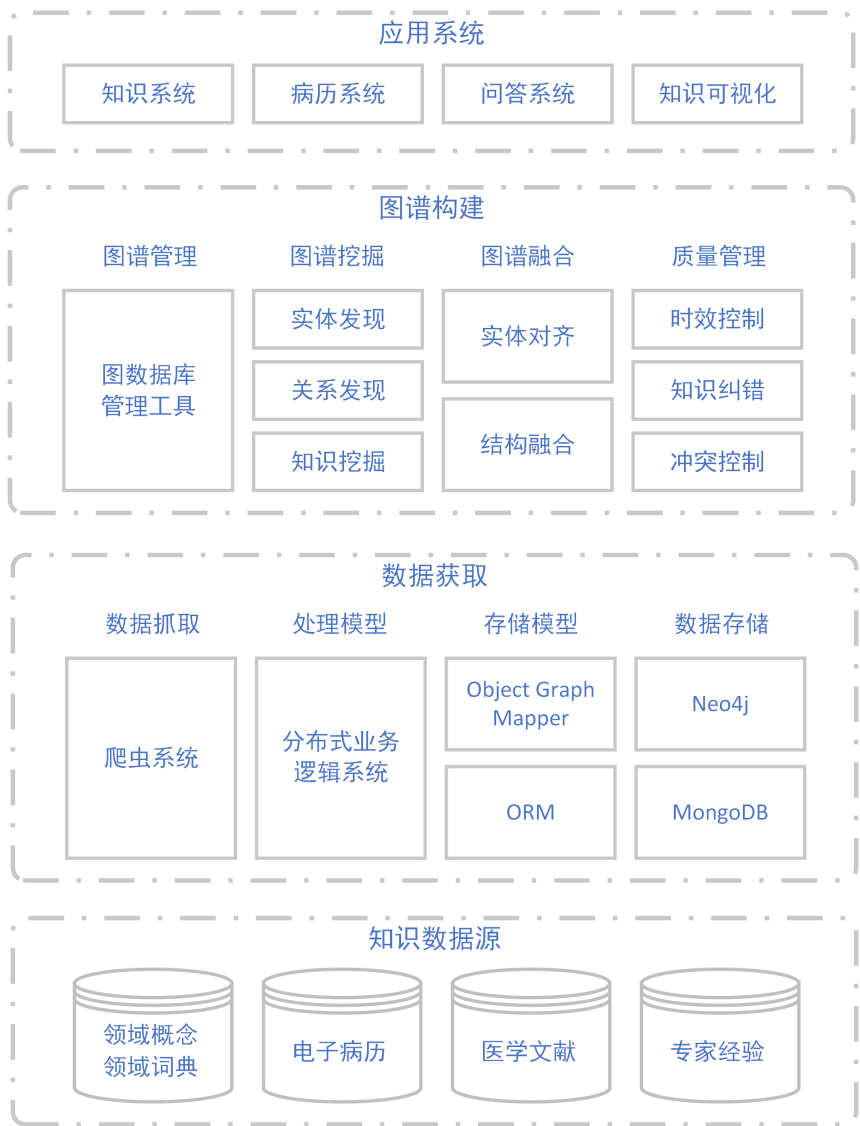 应用系统
知识系统
病历系统
问答系统
知识可视化
图谱构建
图谱管理
图谱挖掘
图谱融合
质量管理
图数据库
管理工具
实体发现
关系发现
知识挖掘
实体对齐
结构融合
时效控制
知识纠错
冲突控制
数据获取
数据抓取
处理模型
存储模型
数据存储
爬虫系统
分布式业务
逻辑系统
Object Graph
Mapper
ORM
Neo4j
MongoDB
知识数据源
领域概念
领域词典
电子病历
医学文献
专家经验